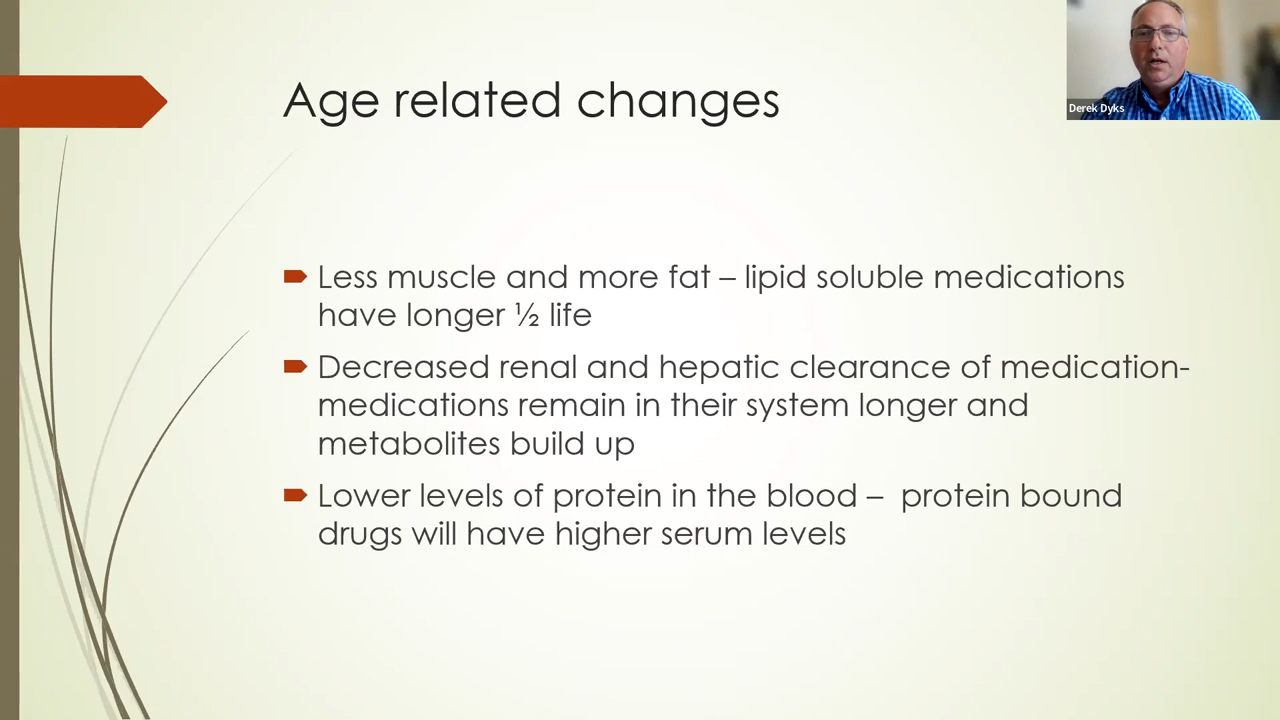 Age related changes
Derek Dyks
Less muscle and more fat – lipid soluble medications
have longer ½ life
Decreased renal and hepatic clearance of medication-
medications remain in their system longer and
metabolites build up
Lower levels of protein in the blood –  protein bound
drugs will have higher serum levels